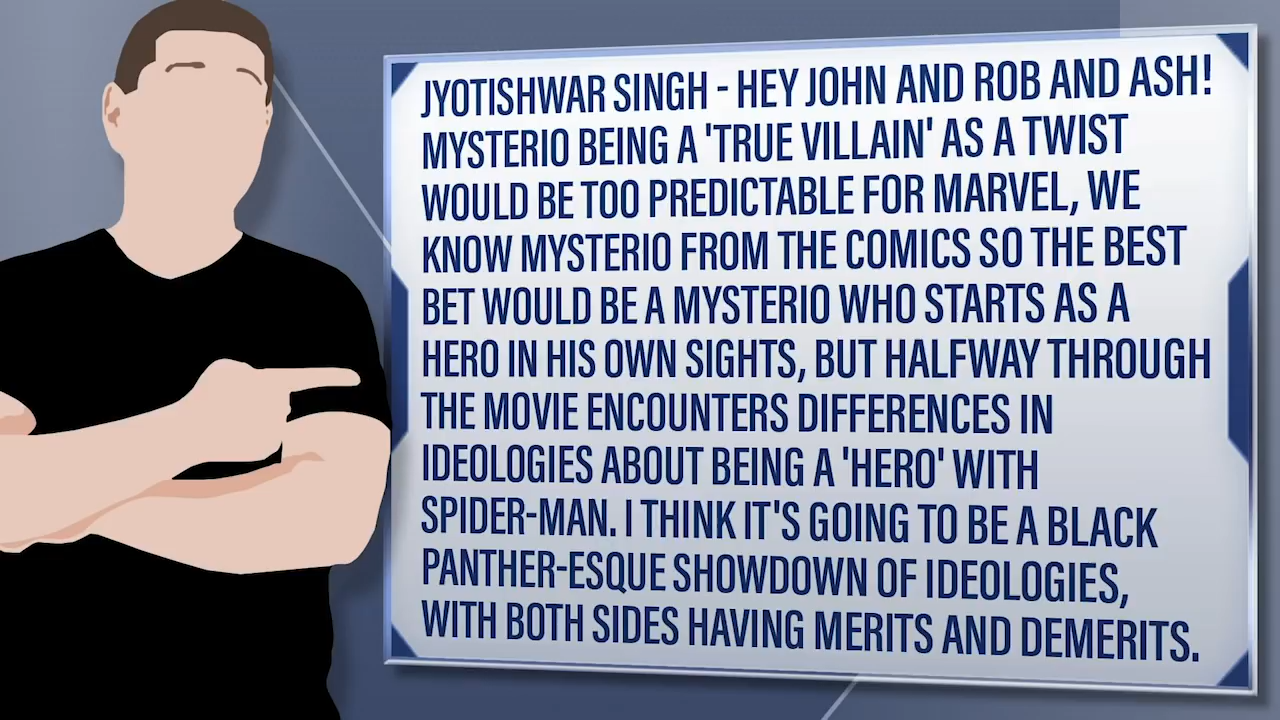 JYOTISHWAR SINGH - HEY JOHN AND ROB AND ASH!
MYSTERIO BEING A 'TRUE VILLAIN' AS A TWIST
WOULD BE TOO PREDICTABLE FOR MARVEL, WE
KNOW MYSTERIO FROM THE COMICS SO THE BEST
BET WOULD BE A MYSTERIO WHO STARTS AS A
HERO IN HIS OWN SIGHTS, BUT HALFWAY THROUGH
THE MOVIE ENCOUNTERS DIFFERENCES IN
IDEOLOGIES ABOUT BEING A 'HERO' WITH
SPIDER-MAN. I THINK IT'S GOING TO BE A BLACK
PANTHER-ESQUE SHOWDOWN OF IDEOLOGIES,
WITH BOTH SIDES HAVING MERITS AND DEMERITS.